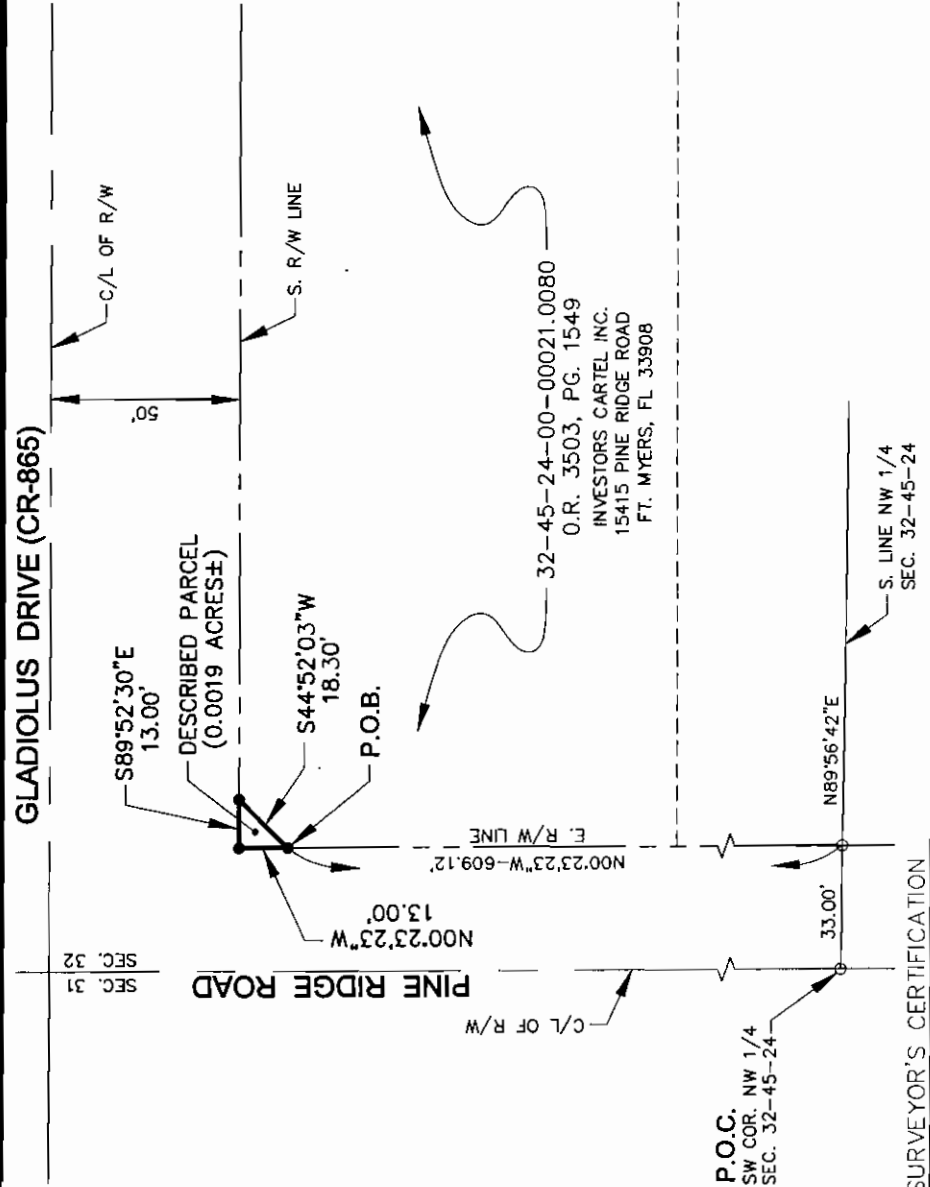 GLADIOLUS DRIVE (CR-865)
C/L OF R/W
50'
S. R/W LINE
S89°52'30"E
13.00'
DESCRIBED PARCEL
(0.0019 ACRES±)
S44°52'03"W
18.30'
P.O.B.
N00°23'23"W
13.00'
SEC. 31
SEC. 32
PINE RIDGE ROAD
C/L OF R/W
N00°23'23"W-609.12'
E. R/W LINE
32-45-24-00-00021.0080
O.R. 3503, PG. 1549
INVESTORS CARTEL INC.
15415 PINE RIDGE ROAD
FT. MYERS, FL 33908
S. LINE NW 1/4
SEC. 32-45-24
N89°56'42"E
33.00'
P.O.C.
SW COR. NW 1/4
SEC. 32-45-24
SURVEYOR'S CERTIFICATION